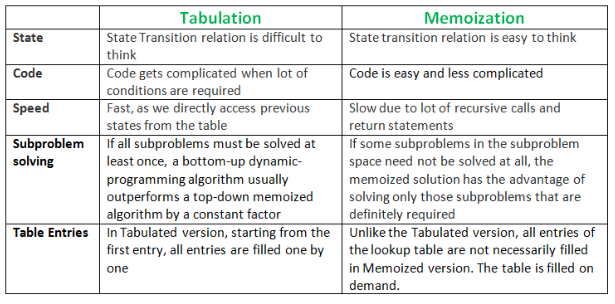 Tabulation Memoization
State State Transition relation is difficult to State transition relation is easy to think
think
Code Code gets complicated when lot of Code is easy and less complicated
conditions are required
Speed Fast, as we directly access previous Slow due to lot of recursive calls and
states from the table return statements
Subproblem If all subproblems must be solved at If some subproblems in the subproblem
solving least once, a bottom-up dynamic- space need not be solved at all, the
programming algorithm usually memoized solution has the advantage of
outperforms a top-down memoized solving only those subproblems that are
algorithm by a constant factor definitely required
Table Entries In Tabulated version, starting from the Unlike the Tabulated version, all entries of
first entry, all entries are filled one by the lookup table are not necessarily filled
one in Memoized version. The table is filled on
demand.